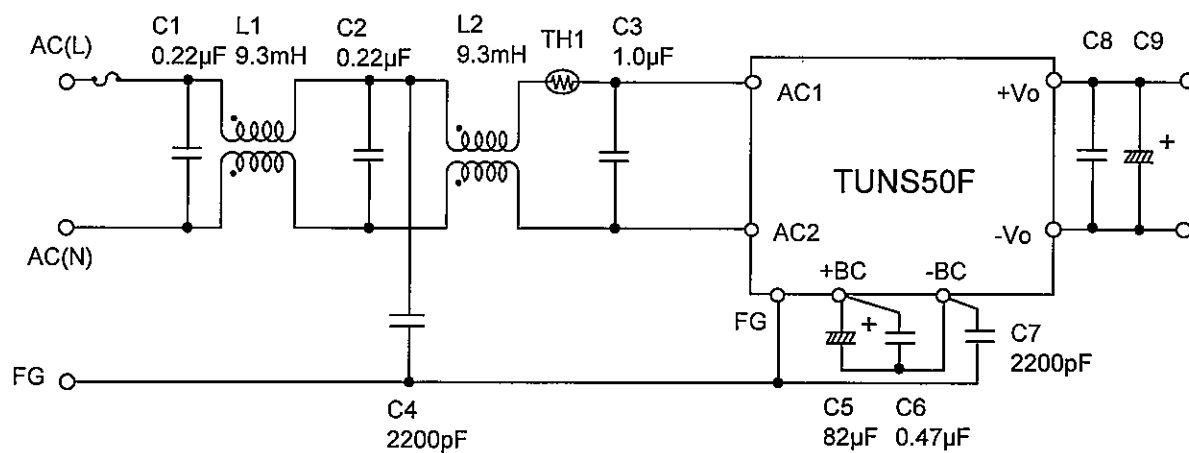 AC(L)
C1
0.22μF
L1
9.3mH
C2
0.22μF
L2
9.3mH
TH1
C3
1.0μF
C8
C9
AC1
+Vo
TUNS50F
AC(N)
AC2
-Vo
+BC
-BC
FG
+
+
C7
2200pF
FG
C4
2200pF
C5
82μF
C6
0.47μF